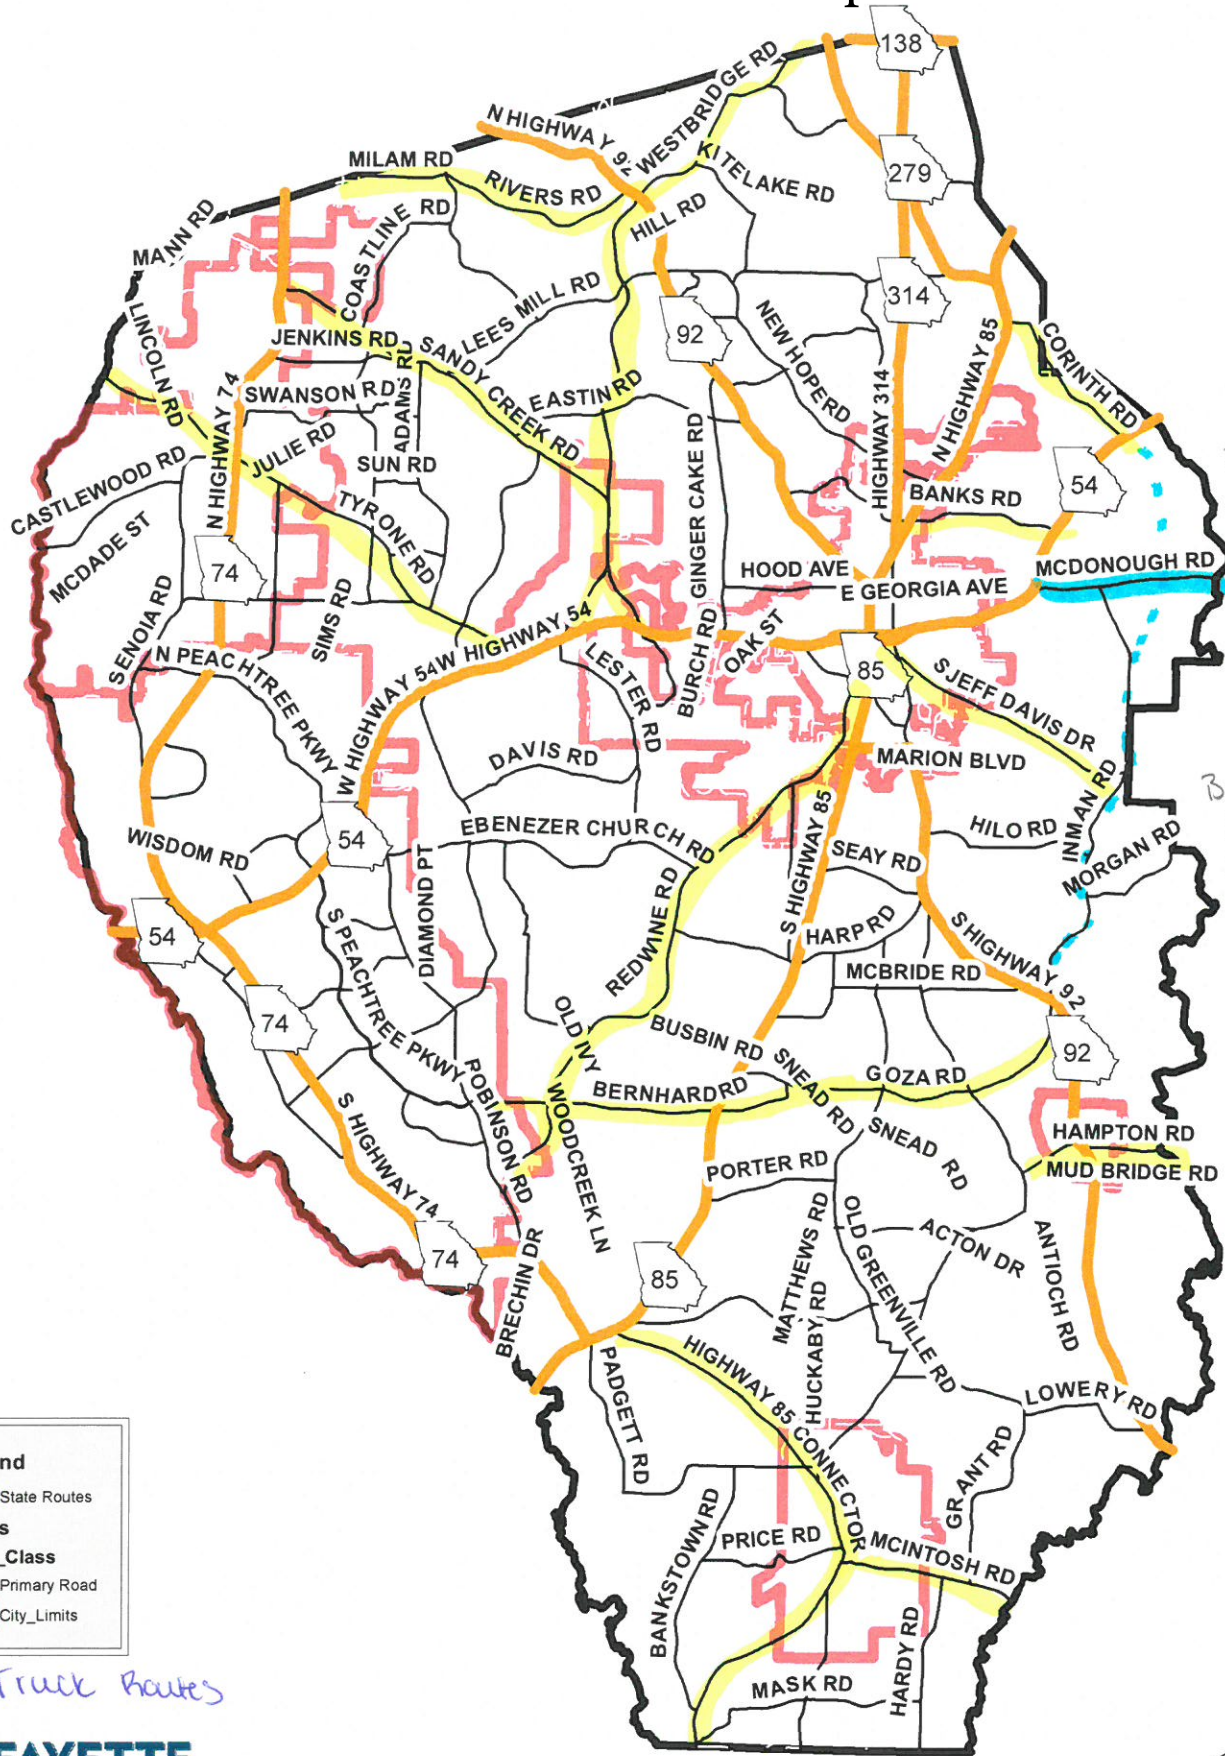 138
N HIGHWAY 92
WESTBRIDGE RD
MILAM RD
RIVERS RD
KITELAKE RD
279
HILL RD
MANN RD
COASTLINE RD
LEES MILL RD
314
92
NEW HOPE RD
LINCOLN RD
JENKINS RD
SANDY CREEK RD
CORINTH RD
N HIGHWAY 85
HIGHWAY 314
SWANSON RD
ADAMS RD
EASTIN RD
N HIGHWAY 74
JULIE RD
SUN RD
GINGER CAKE RD
CASTLEWOOD RD
TYRONE RD
BANKS RD
54
MCDADE ST
74
HOOD AVE
E GEORGIA AVE
MCDONOUGH RD
SENOIA RD
SIMS RD
N PEACHTREE PKWY
W HIGHWAY 54
W HIGHWAY 54
LESTER RD
BURCH RD
OAK ST
85
S JEFF DAVIS DR
DAVIS RD
MARION BLVD
WISDOM RD
54
EBENEZER CHURCH RD
S HIGHWAY 85
HILO RD
INMAN RD
B
SEAY RD
MORGAN RD
DIAMOND PT
REDWINE RD
54
S PEACHTREE PKWY
HARP RD
S HIGHWAY 92
MCBRIDE RD
74
OLD IVY
BUSBIN RD
92
SNEAD RD
GOZA RD
BERNHARD RD
ROBINSON RD
WOODCREEK LN
S HIGHWAY 74
SNEAD RD
HAMPTON RD
MUD BRIDGE RD
PORTER RD
74
BRECHIN DR
85
MATTHEWS RD
OLD GREENVILLE RD
ACTON DR
ANTIOCH RD
HUCKABY RD
PADGETT RD
HIGHWAY 85 CONNECTOR
LOWERY RD
GRANT RD
BANKSTOWN RD
PRICE RD
MCINTOSH RD
HARDY RD
MASK RD
nd
State Routes
s
_Class
Primary Road
City_Limits
Truck Routes
FAYETTE